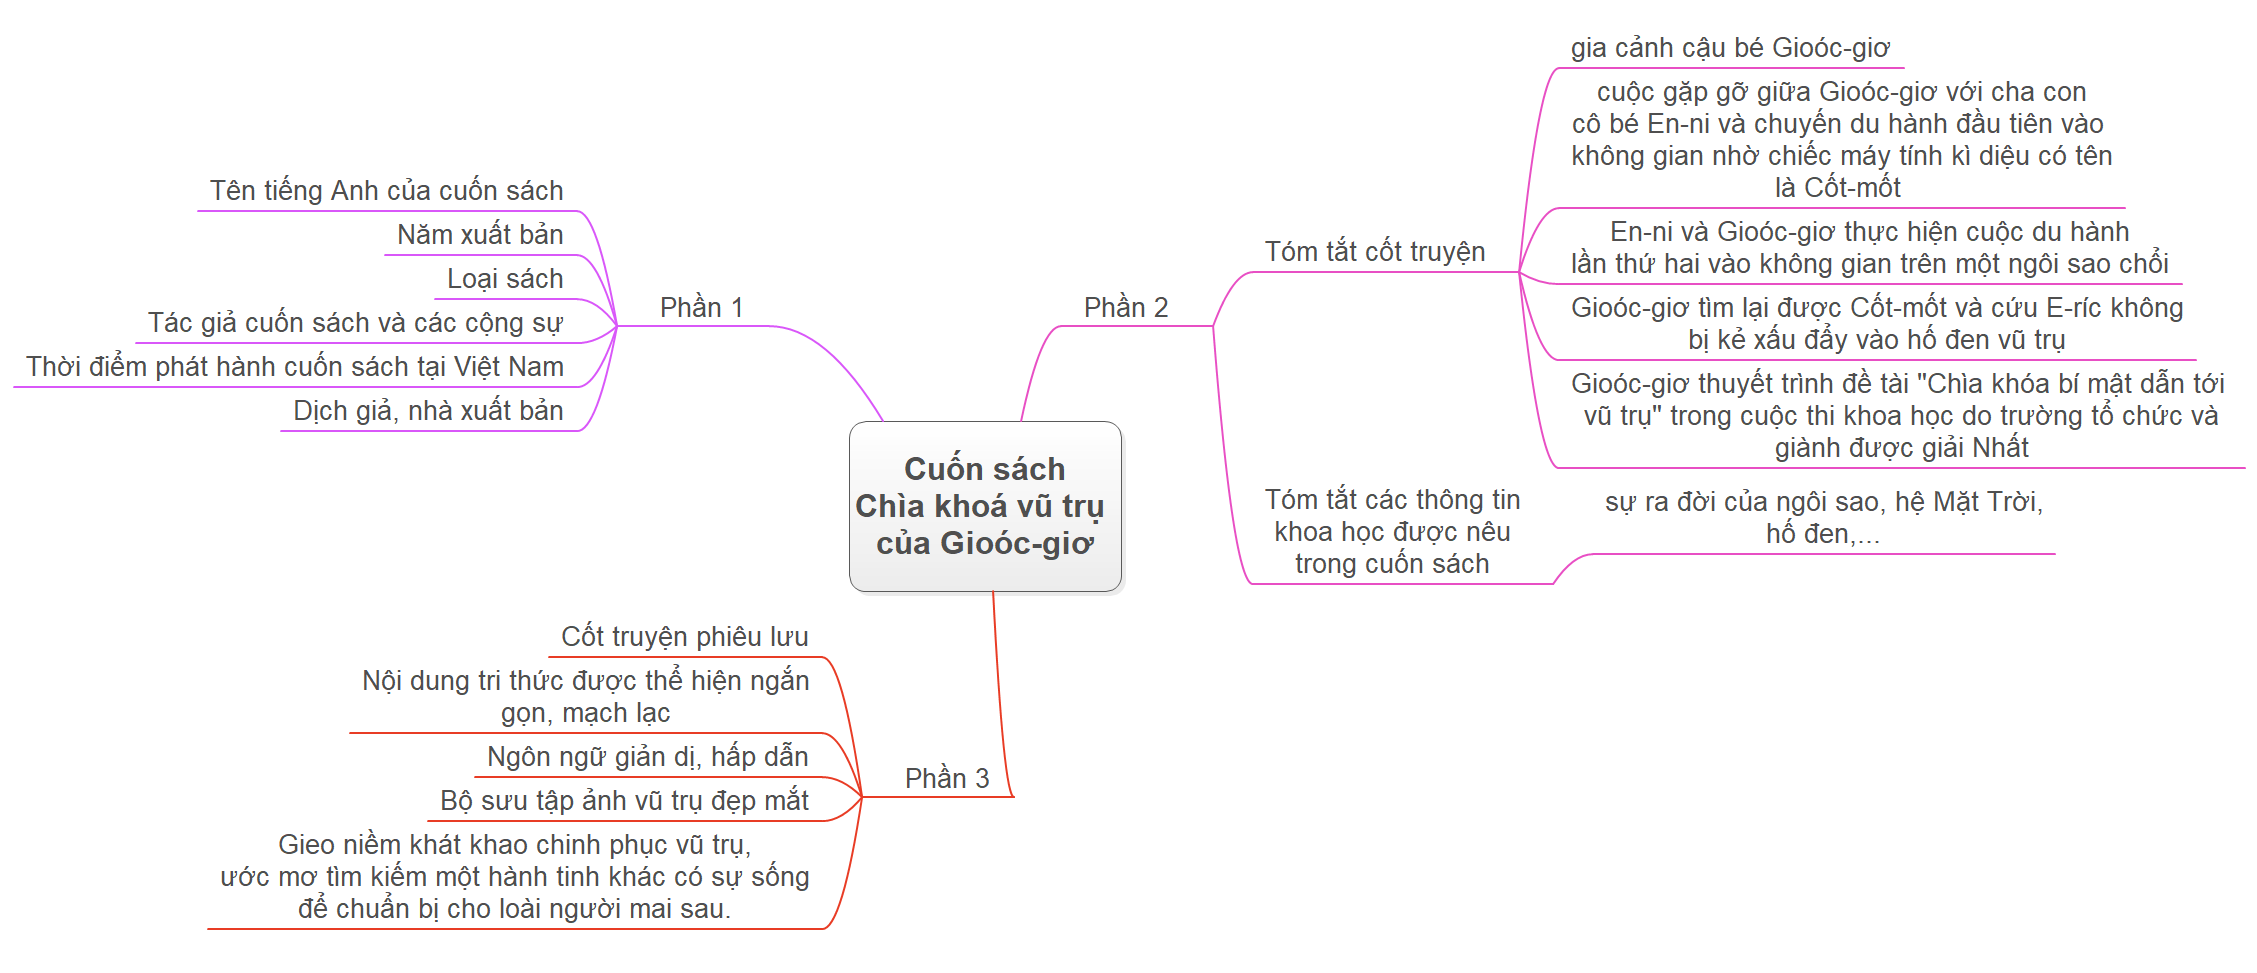 Cuốn sách
Chìa khoá vũ trụ
của Gioóc-giơ
Phần 1
Tên tiếng Anh của cuốn sách
Năm xuất bản
Loại sách
Tác giả cuốn sách và các cộng sự
Thời điểm phát hành cuốn sách tại Việt Nam
Dịch giả, nhà xuất bản
Phần 2
Tóm tắt cốt truyện
gia cảnh cậu bé Gioóc-giơ
cuộc gặp gỡ giữa Gioóc-giơ với cha con
cô bé En-ni và chuyến du hành đầu tiên vào
không gian nhờ chiếc máy tính kì diệu có tên
là Cốt-mốt
En-ni và Gioóc-giơ thực hiện cuộc du hành
lần thứ hai vào không gian trên một ngôi sao chổi
Gioóc-giơ tìm lại được Cốt-mốt và cứu E-ríc không
bị kẻ xấu đẩy vào hố đen vũ trụ
Gioóc-giơ thuyết trình đề tài "Chìa khóa bí mật dẫn tới
vũ trụ" trong cuộc thi khoa học do trường tổ chức và
giành được giải Nhất
Tóm tắt các thông tin
khoa học được nêu
trong cuốn sách
sự ra đời của ngôi sao, hệ Mặt Trời,
hố đen,...
Phần 3
Cốt truyện phiêu lưu
Nội dung tri thức được thể hiện ngắn
gọn, mạch lạc
Ngôn ngữ giản dị, hấp dẫn
Bộ sưu tập ảnh vũ trụ đẹp mắt
Gieo niềm khát khao chinh phục vũ trụ,
ước mơ tìm kiếm một hành tinh khác có sự sống
để chuẩn bị cho loài người mai sau.